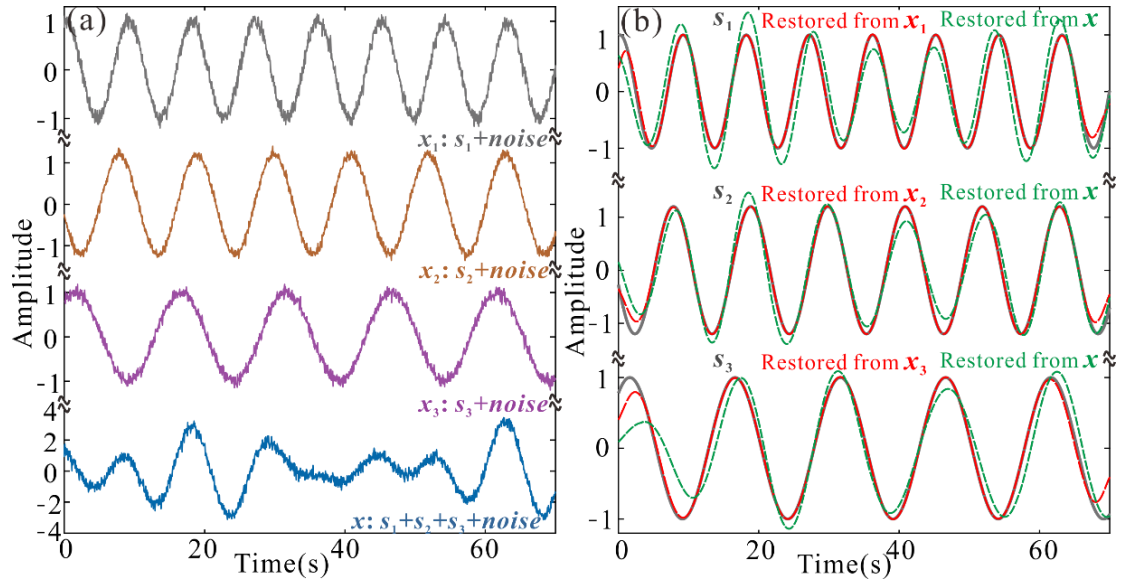 (a)
Amplitude
1
0
-1
x₁: s₁+noise
1
0
-1
x₂: s₂+noise
1
0
-1
x₃: s₃+noise
4
2
0
-2
-4
x: s₁+s₂+s₃+noise
0 20 40 60
Time(s)
(b)
Amplitude
s₁ Restored from x₁ Restored from x
1
0
-1
s₂ Restored from x₂ Restored from x
1
0
-1
s₃ Restored from x₃ Restored from x
1
0
-1
0 20 40 60
Time(s)